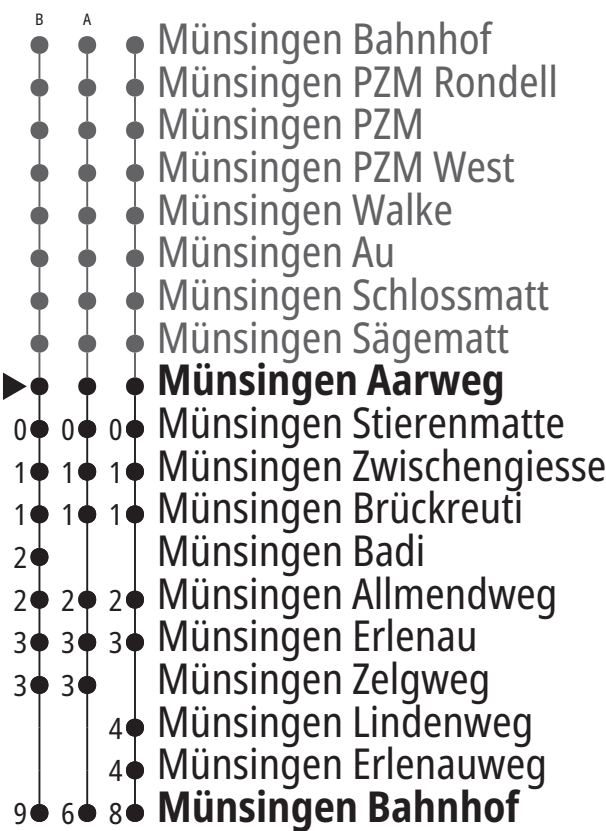 B A
Münsingen Bahnhof
Münsingen PZM Rondell
Münsingen PZM
Münsingen PZM West
Münsingen Walke
Münsingen Au
Münsingen Schlossmatt
Münsingen Sägematt
Münsingen Aarweg
0 0 0 Münsingen Stierenmatte
1 1 1 Münsingen Zwischengiesse
1 1 1 Münsingen Brückreuti
2 Münsingen Badi
2 2 2 Münsingen Allmendweg
3 3 3 Münsingen Erlenau
3 3 Münsingen Zelgweg
4 Münsingen Lindenweg
4 Münsingen Erlenauweg
9 6 8 Münsingen Bahnhof